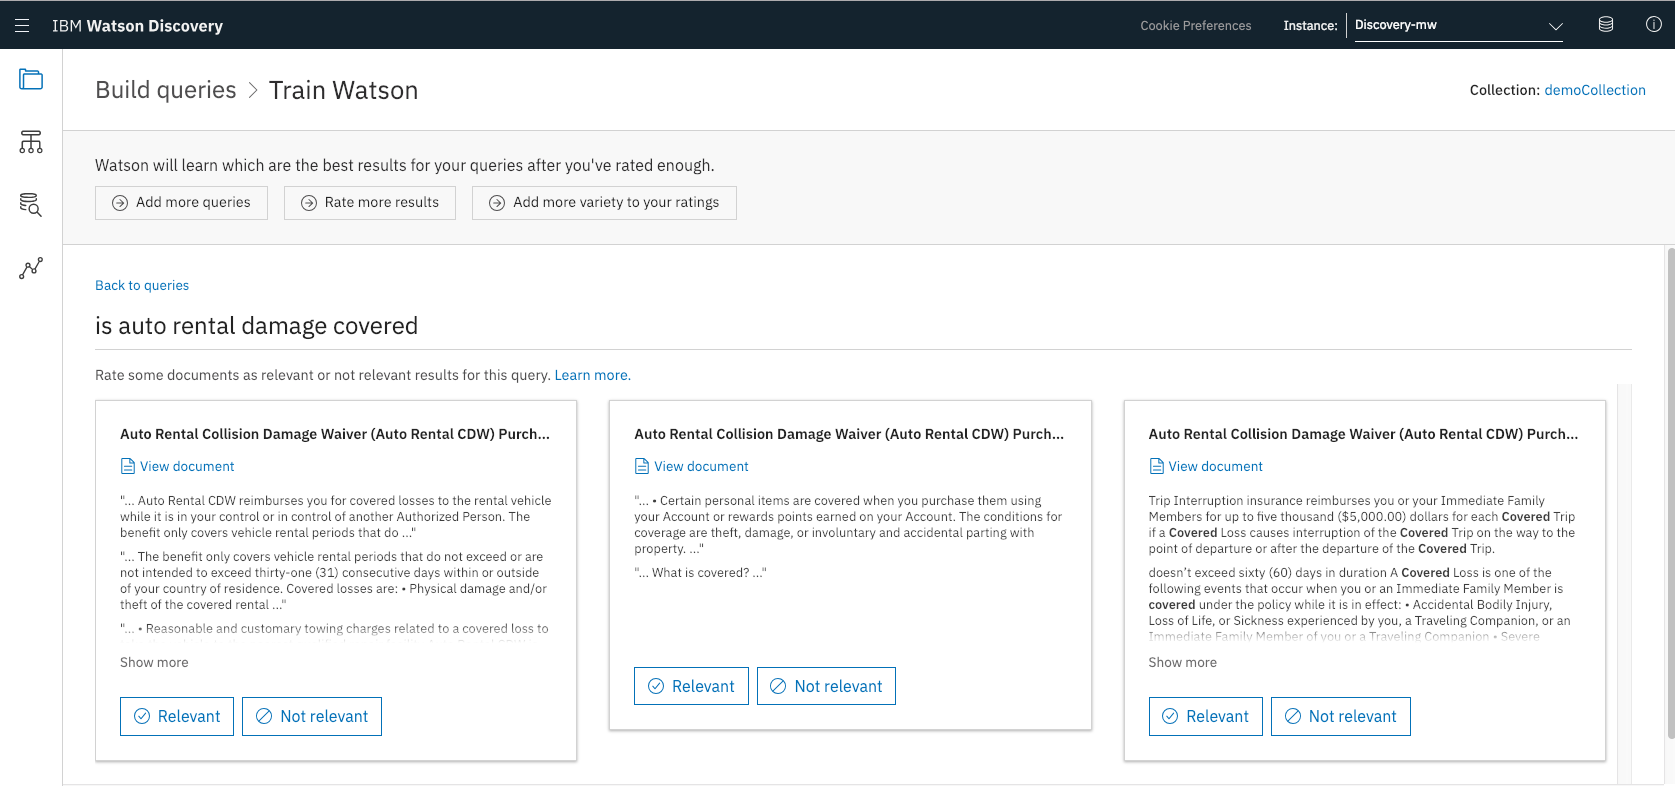 IBM Watson Discovery
Cookie Preferences
Instance:
Discovery-mw
Build queries > Train Watson
Collection: demoCollection
Watson will learn which are the best results for your queries after you've rated enough.
Add more queries
Rate more results
Add more variety to your ratings
Back to queries
is auto rental damage covered
Rate some documents as relevant or not relevant results for this query. Learn more.
Auto Rental Collision Damage Waiver (Auto Rental CDW) Purch...
View document
"... Auto Rental CDW reimburses you for covered losses to the rental vehicle
while it is in your control or in control of another Authorized Person. The
benefit only covers vehicle rental periods that do ..."
"... The benefit only covers vehicle rental periods that do not exceed or are
not intended to exceed thirty-one (31) consecutive days within or outside
of your country of residence. Covered losses are: • Physical damage and/or
theft of the covered rental ..."
"... • Reasonable and customary towing charges related to a covered loss to
Show more
Relevant
Not relevant
Auto Rental Collision Damage Waiver (Auto Rental CDW) Purch...
View document
"... • Certain personal items are covered when you purchase them using
your Account or rewards points earned on your Account. The conditions for
coverage are theft, damage, or involuntary and accidental parting with
property. ..."
"... What is covered? ..."
Relevant
Not relevant
Auto Rental Collision Damage Waiver (Auto Rental CDW) Purch...
View document
Trip Interruption insurance reimburses you or your Immediate Family
Members for up to five thousand ($5,000.00) dollars for each Covered Trip
if a Covered Loss causes interruption of the Covered Trip on the way to the
point of departure or after the departure of the Covered Trip.
doesn’t exceed sixty (60) days in duration A Covered Loss is one of the
following events that occur when you or an Immediate Family Member is
covered under the policy while it is in effect: • Accidental Bodily Injury,
Loss of Life, or Sickness experienced by you, a Traveling Companion, or an
Immediate Family Member of you or a Traveling Companion • Severe
Show more
Relevant
Not relevant